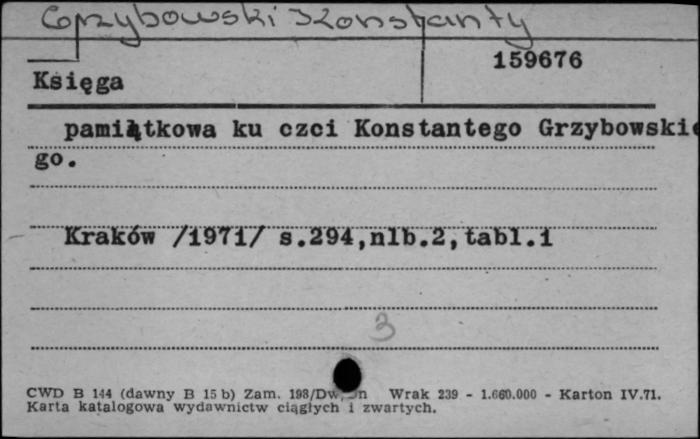 Grzybowski Konstanty
159676
Księga
pamiątkowa ku czci Konstantego Grzybowskie
go.
Kraków /1971/ s.294,nlb.2,tabl.1
3
CWD B 144 (dawny B 15 b) Zam. 198/Dw, Wrak 239 - 1.660.000 - Karton IV.71.
Karta katalogowa wydawnictw ciągłych i zwartych.